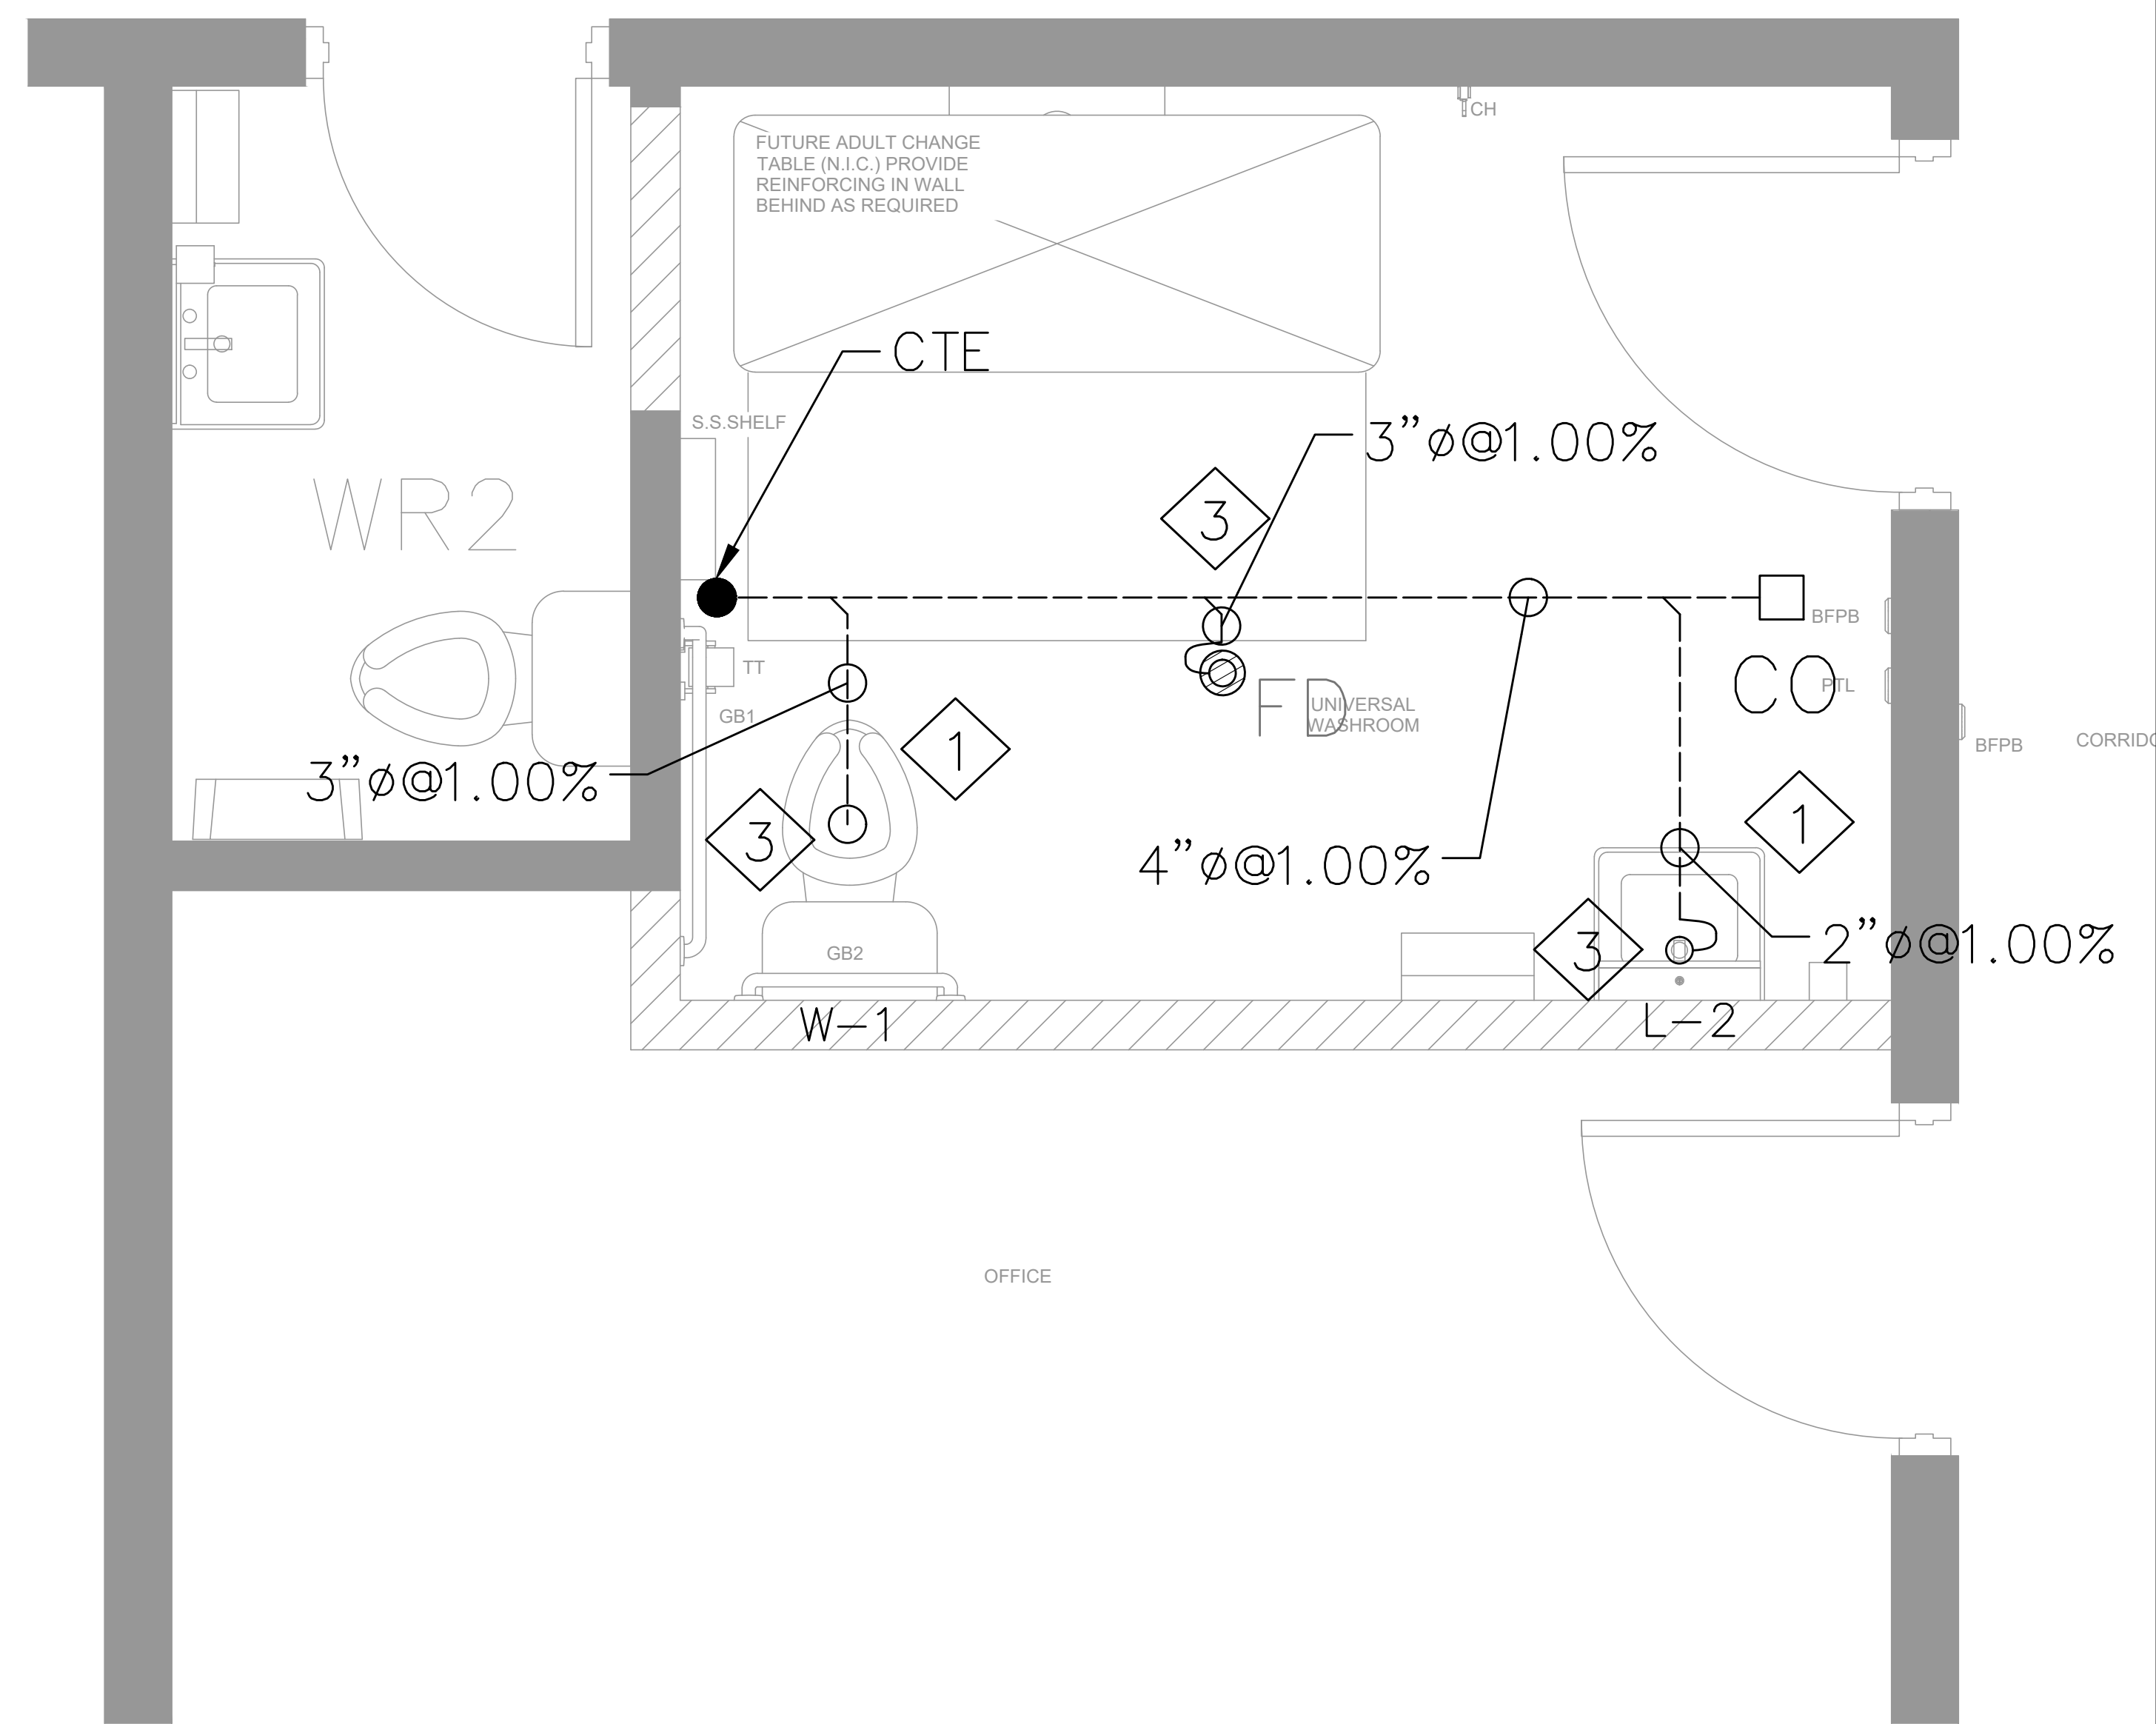 CH
FUTURE ADULT CHANGE
TABLE (N.I.C.) PROVIDE
REINFORCING IN WALL
BEHIND AS REQUIRED
CTE
S.S.SHELF
3”ø@1.00%
WR2
3
BFPB
TT
FD
UNIVERSAL
WASHROOM
CO
PTL
GB1
BFPB
1
3”ø@1.00%
3
1
4”ø@1.00%
GB2
3
2”ø@1.00%
W-1
L-2
OFFICE